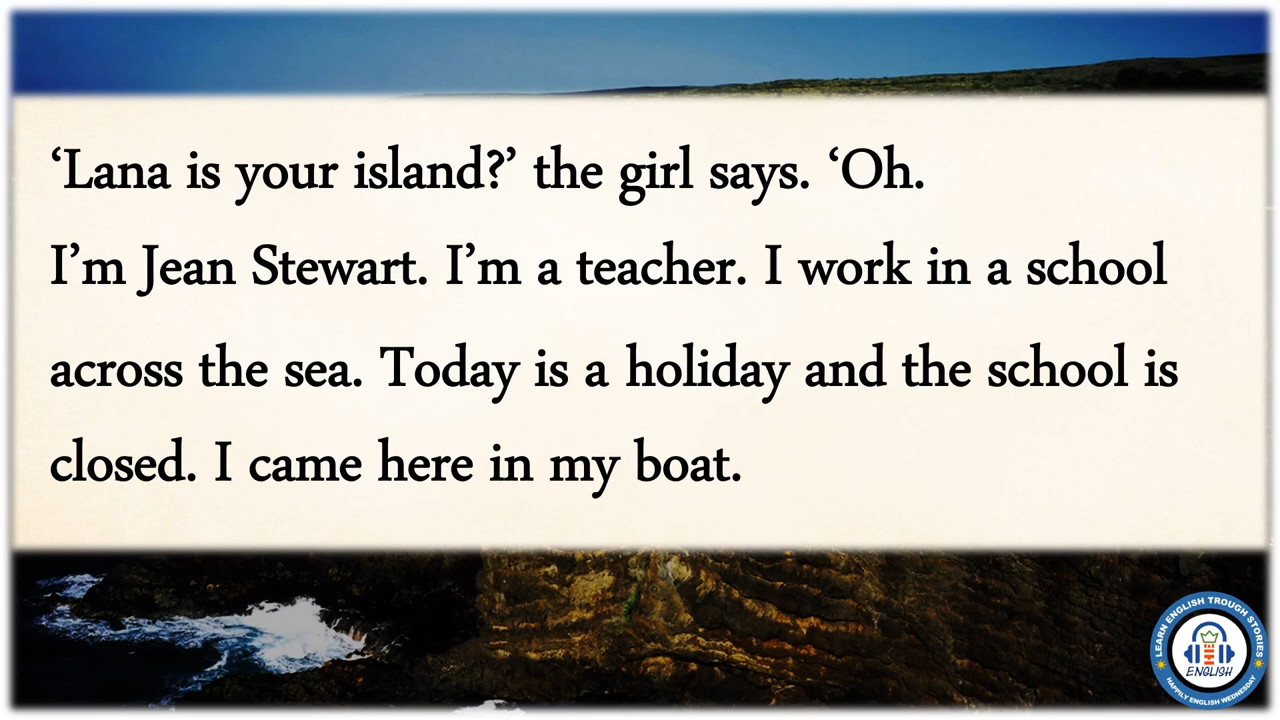 ‘Lana is your island?’ the girl says. ‘Oh.
I’m Jean Stewart. I’m a teacher. I work in a school
across the sea. Today is a holiday and the school is
closed. I came here in my boat.
LEARN ENGLISH TROUGH STORIES
ENGLISH
HAPPILY ENGLISH WEDNESDAY